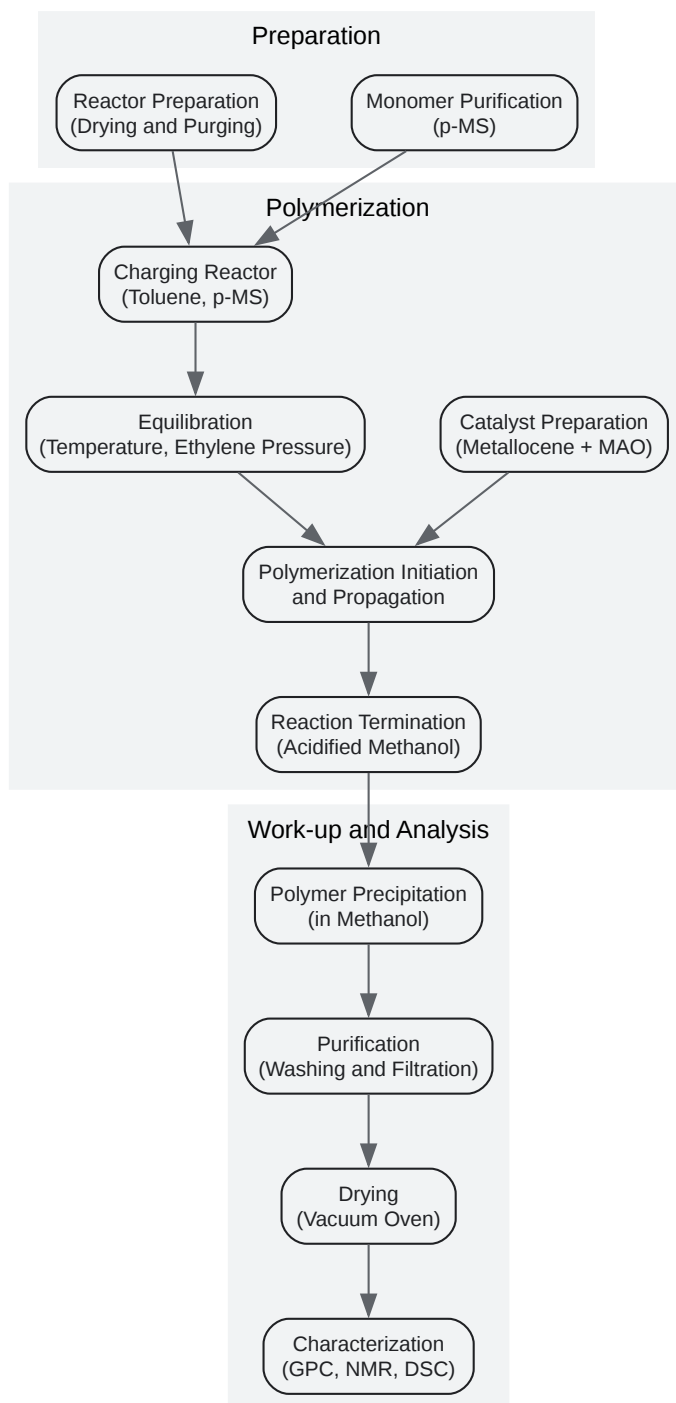 Preparation
Reactor Preparation
(Drying and Purging)
Monomer Purification
(p-MS)
Polymerization
Charging Reactor
(Toluene, p-MS)
Equilibration
(Temperature, Ethylene Pressure)
Catalyst Preparation
(Metallocene + MAO)
Polymerization Initiation
and Propagation
Reaction Termination
(Acidified Methanol)
Work-up and Analysis
Polymer Precipitation
(in Methanol)
Purification
(Washing and Filtration)
Drying
(Vacuum Oven)
Characterization
(GPC, NMR, DSC)